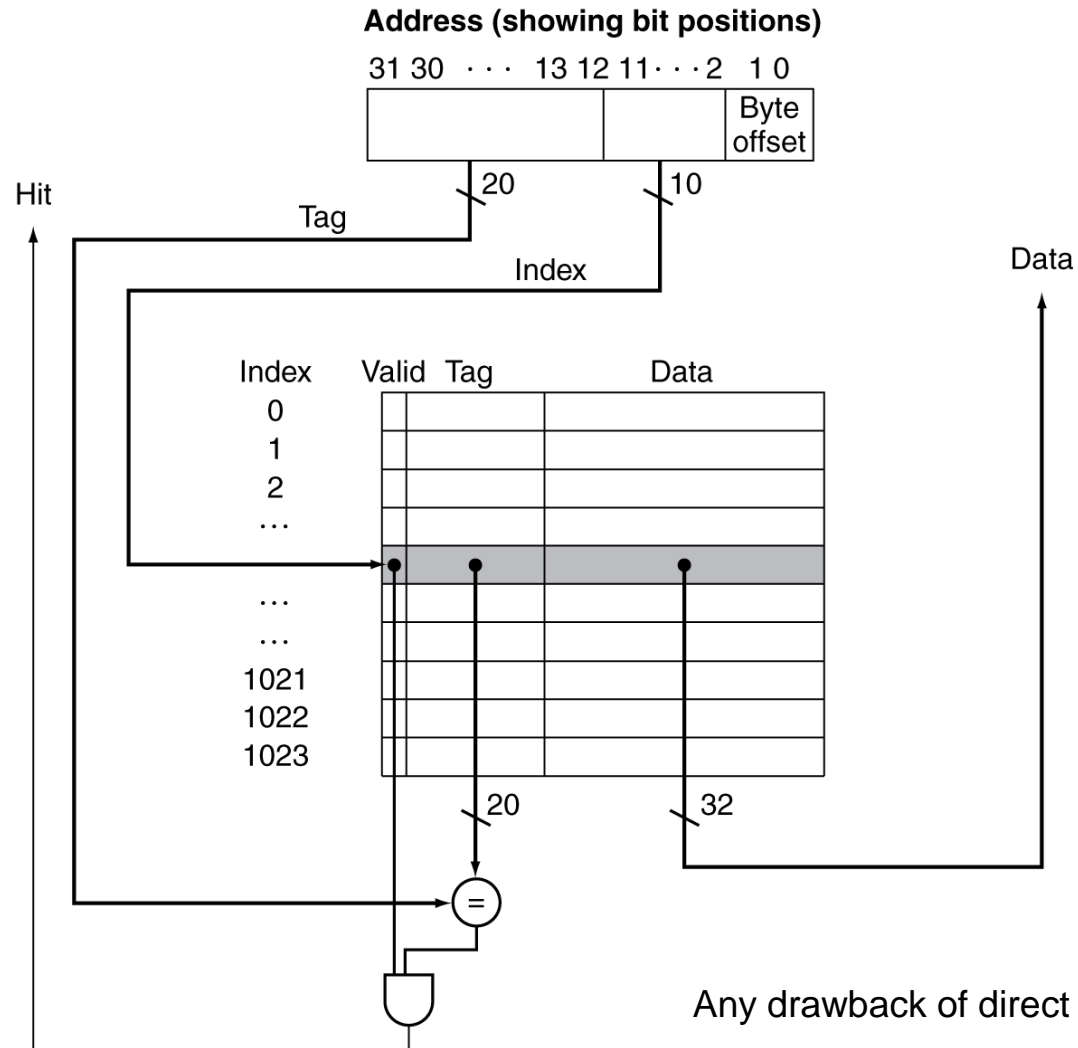 Address (showing bit positions)
31 30 · · · 13 12 11 · · · 2 1 0
Byte
offset
20 10
Hit
Tag
Data
Index
Index Valid Tag Data
0
1
2
...
...
...
1021
1022
1023
20 32
=
Any drawback of direct